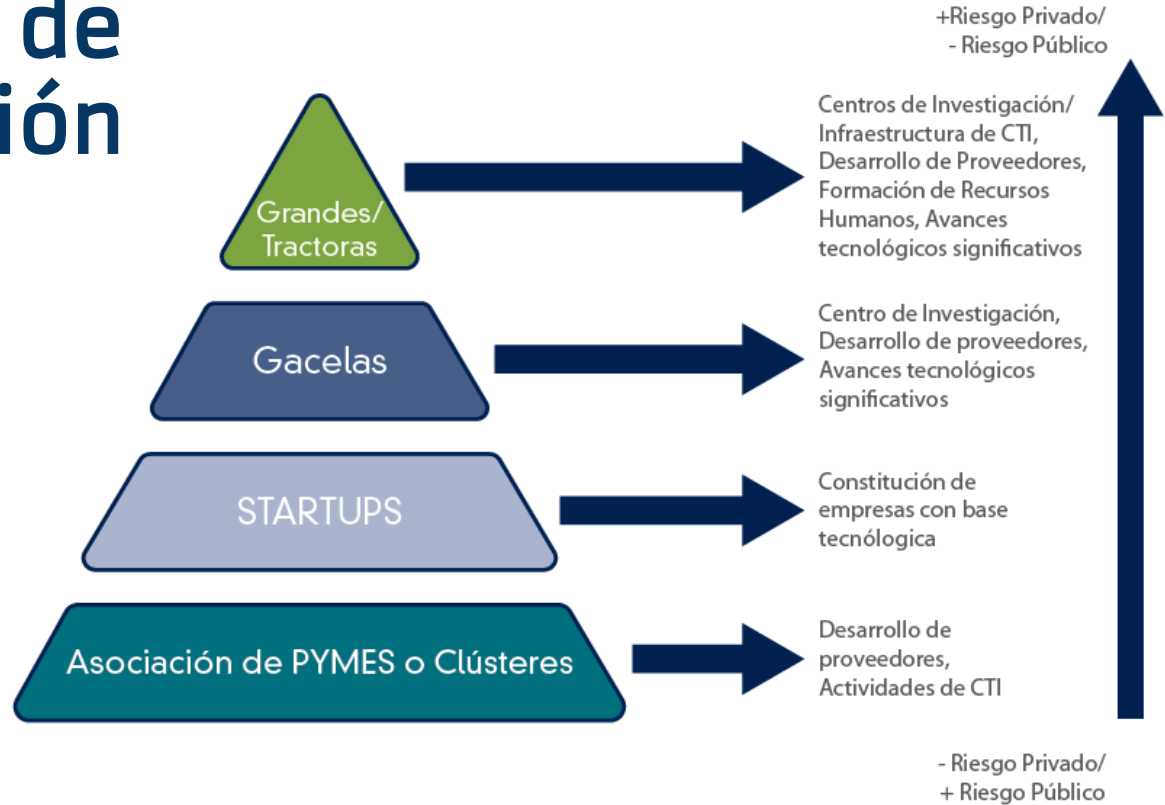 de
ión
+Riesgo Privado/
- Riesgo Público
Grandes/
Tractoras
Centros de Investigación/
Infraestructura de CTI,
Desarrollo de Proveedores,
Formación de Recursos
Humanos, Avances
tecnológicos significativos
Gacelas
Centro de Investigación,
Desarrollo de proveedores,
Avances tecnológicos
significativos
STARTUPS
Constitución de
empresas con base
tecnólogica
Asociación de PYMES o Clústeres
Desarrollo de
proveedores,
Actividades de CTI
- Riesgo Privado/
+ Riesgo Público